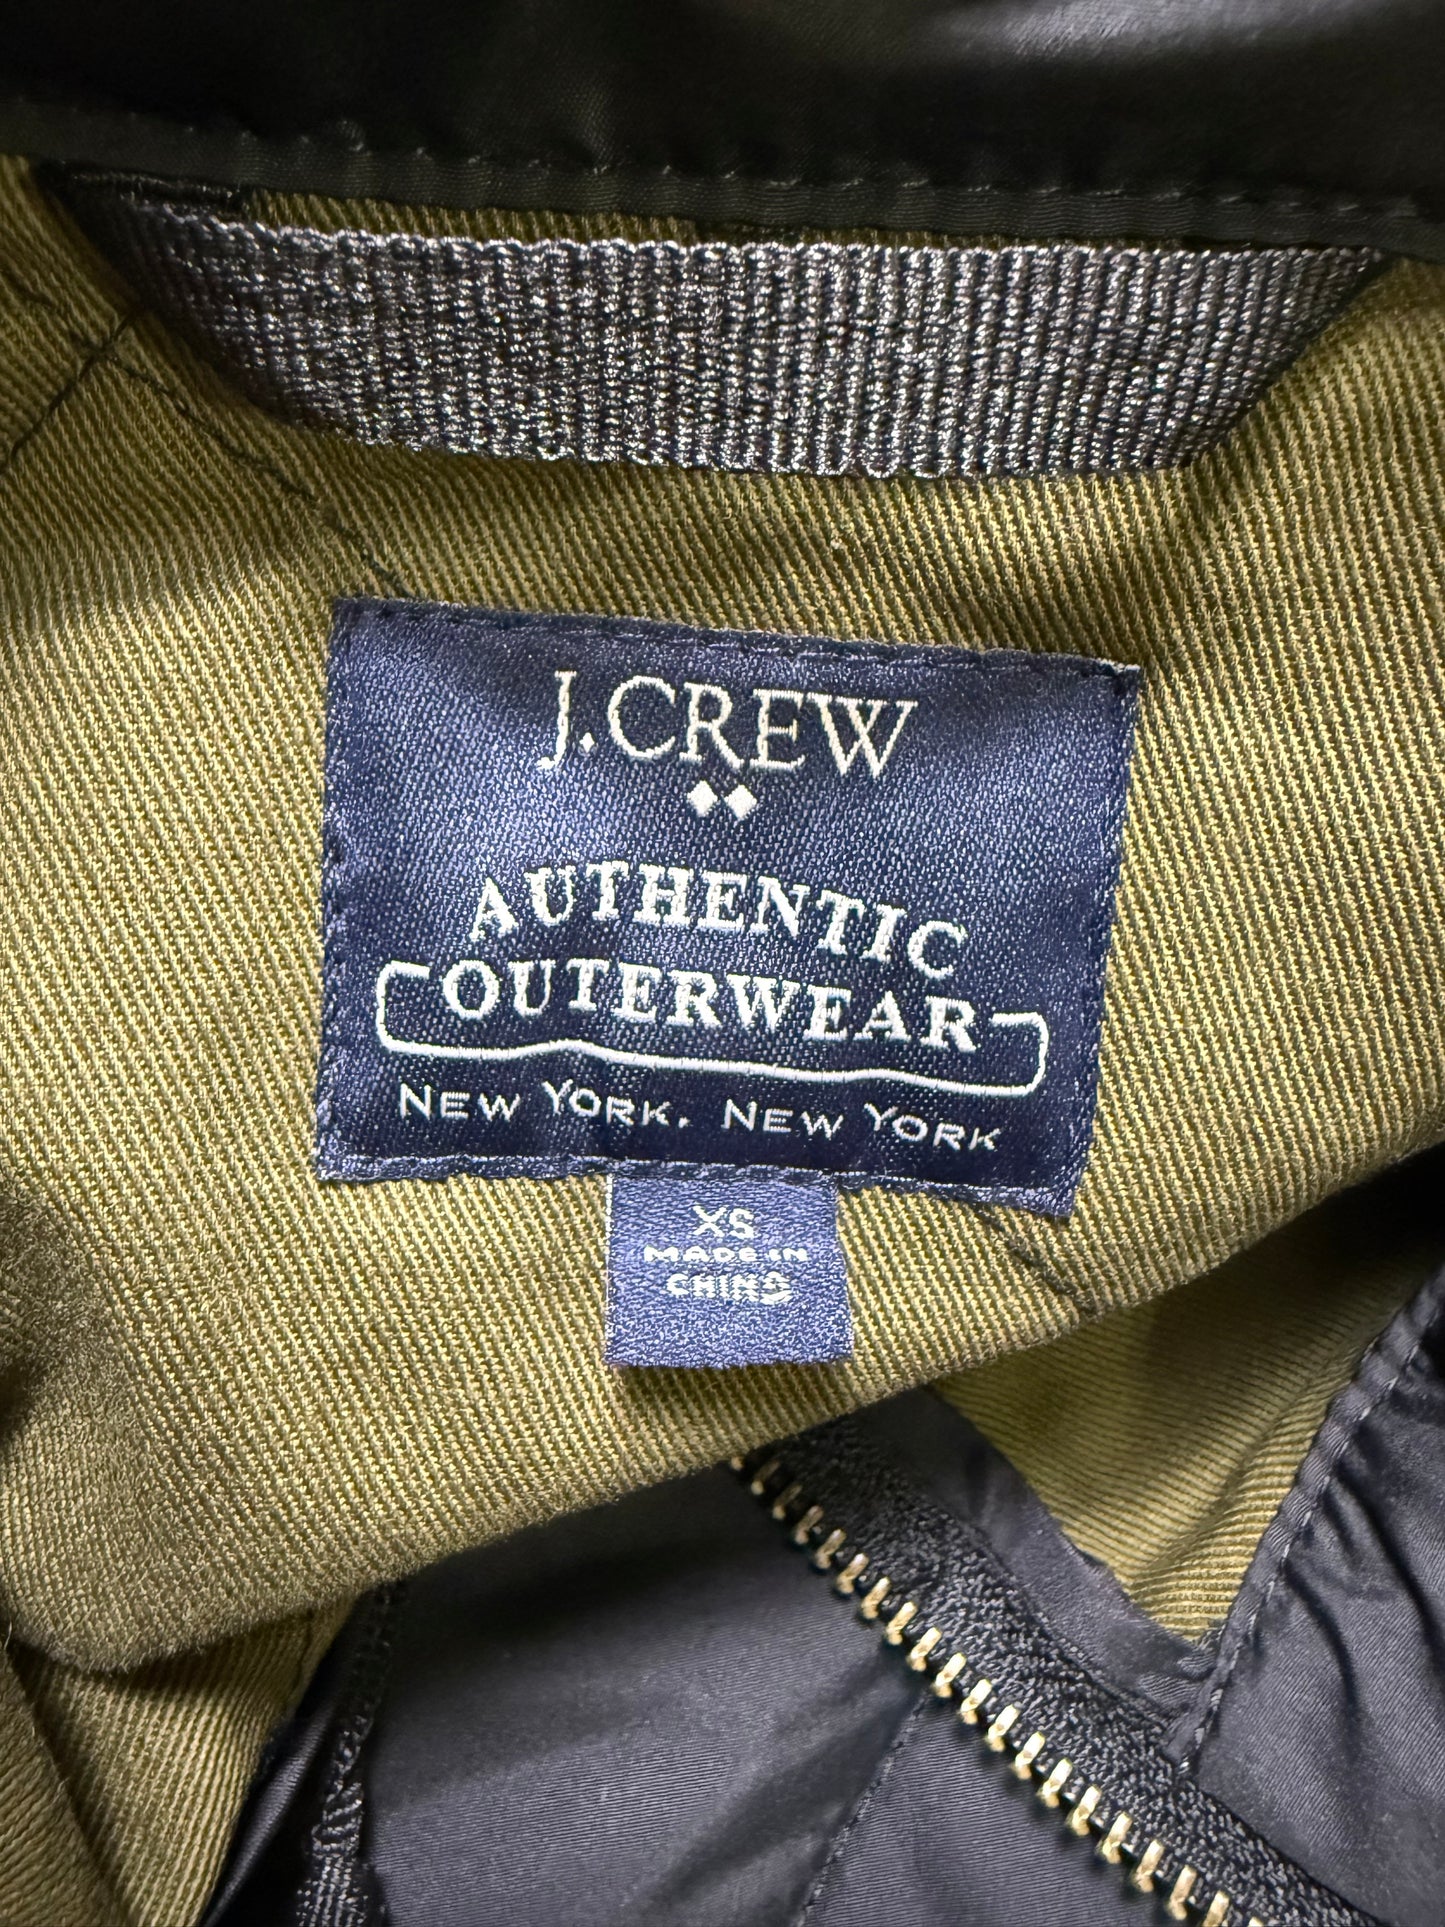 J.CREW
AUTHENTIC
OUTERWEAR
NEW YORK, NEW YORK
XS
MADE IN
CHINA